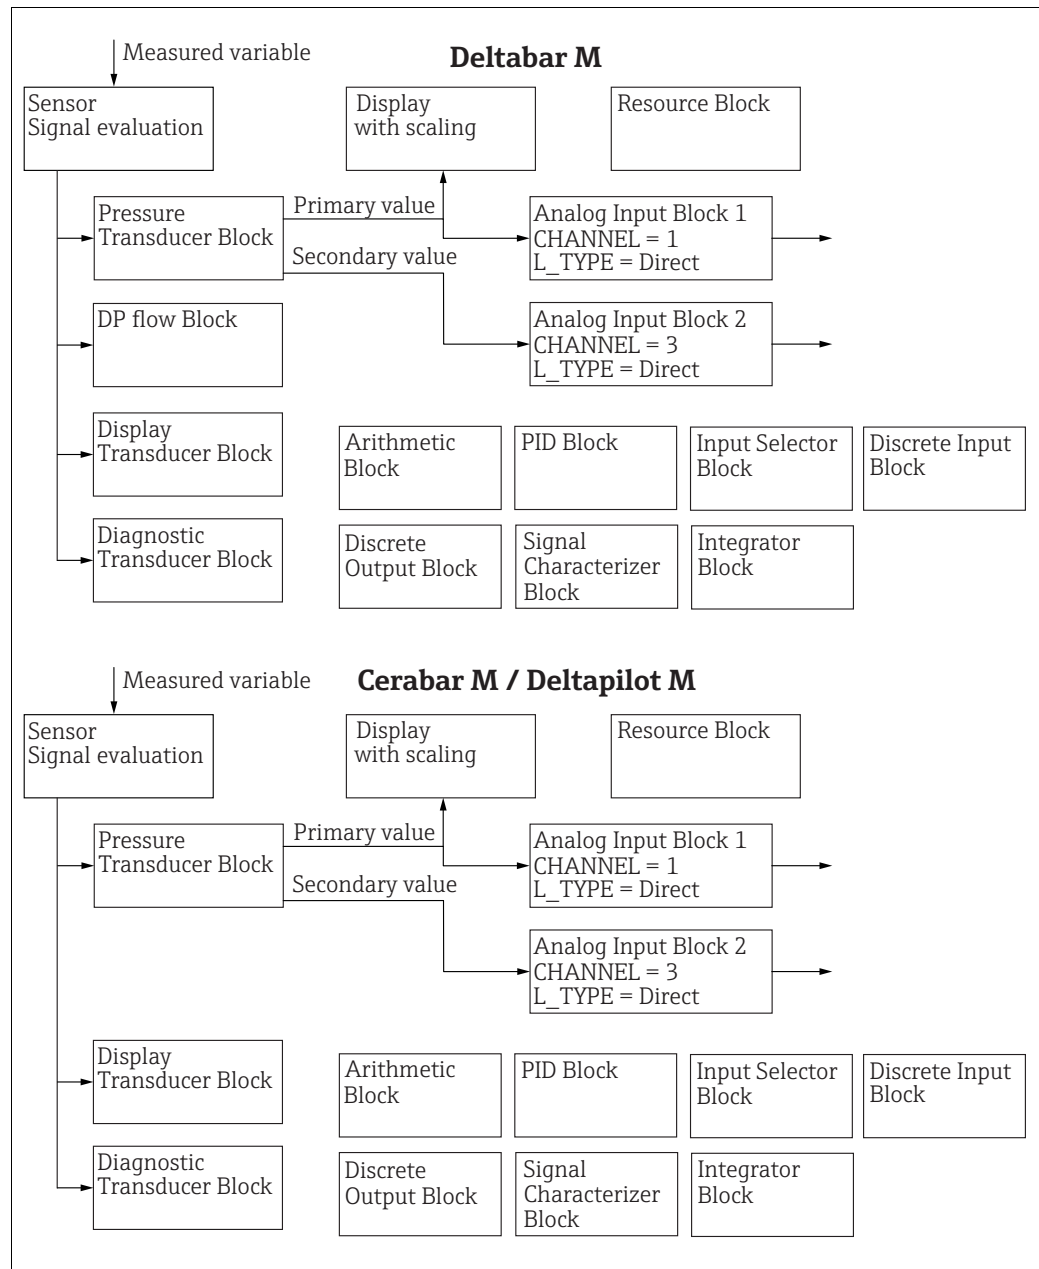 Measured variable
Deltabar M
Sensor
Signal evaluation
Display
with scaling
Resource Block
Pressure
Transducer Block
Primary value
Secondary value
Analog Input Block 1
CHANNEL = 1
L_TYPE = Direct
DP flow Block
Analog Input Block 2
CHANNEL = 3
L_TYPE = Direct
Display
Transducer Block
Arithmetic
Block
PID Block
Input Selector
Block
Discrete Input
Block
Diagnostic
Transducer Block
Discrete
Output Block
Signal
Characterizer
Block
Integrator
Block
Measured variable
Cerabar M / Deltapilot M
Sensor
Signal evaluation
Display
with scaling
Resource Block
Pressure
Transducer Block
Primary value
Secondary value
Analog Input Block 1
CHANNEL = 1
L_TYPE = Direct
Analog Input Block 2
CHANNEL = 3
L_TYPE = Direct
Display
Transducer Block
Arithmetic
Block
PID Block
Input Selector
Block
Discrete Input
Block
Diagnostic
Transducer Block
Discrete
Output Block
Signal
Characterizer
Block
Integrator
Block